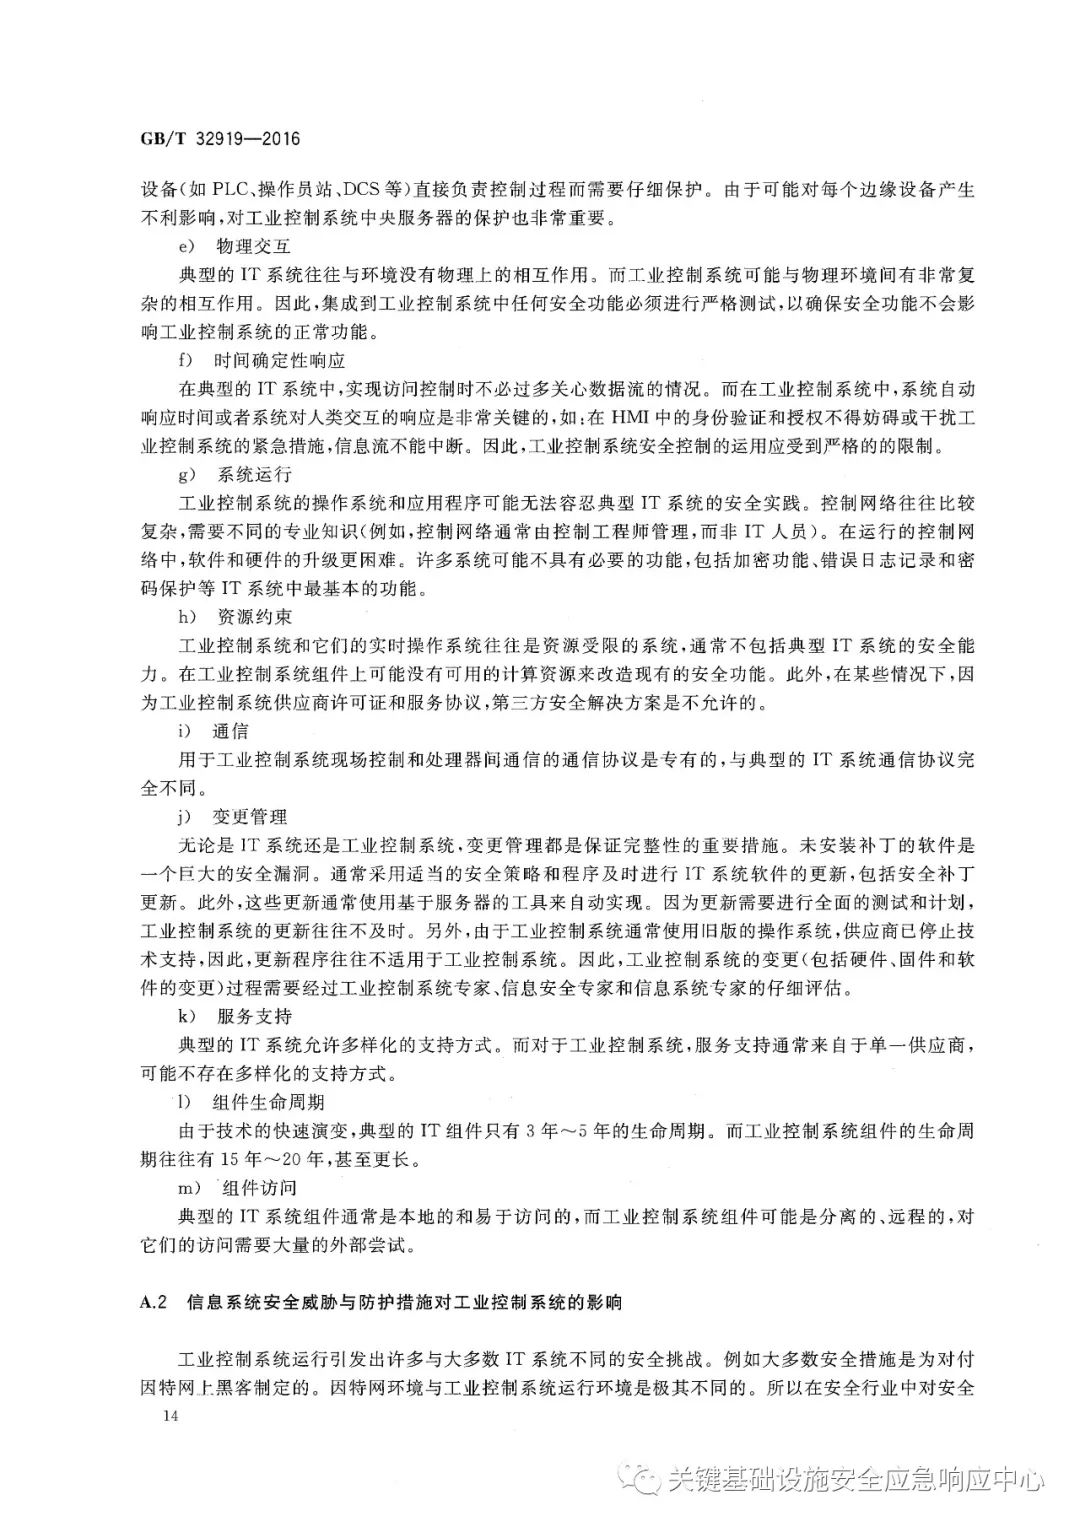 GB/T 32919—2016
设备(如 PLC、操作员站、DCS 等)直接负责控制过程而需要仔细保护。由于可能对每个边缘设备产生
不利影响,对工业控制系统中央服务器的保护也非常重要。
e) 物理交互
典型的 IT 系统往往与环境没有物理上的相互作用。而工业控制系统可能与物理环境间有非常复
杂的相互作用。因此,集成到工业控制系统中任何安全功能必须进行严格测试,以确保安全功能不会影
响工业控制系统的正常功能。
f) 时间确定性响应
在典型的 IT 系统中,实现访问控制时不必过多关心数据流的情况。而在工业控制系统中,系统自动
响应时间或者系统对人类交互的响应是非常关键的,如:在 HMI 中的身份验证和授权不得妨碍或干扰工
业控制系统的紧急措施,信息流不能中断。因此,工业控制系统安全控制的运用应受到严格的的限制。
g) 系统运行
工业控制系统的操作系统和应用程序可能无法容忍典型 IT 系统的安全实践。控制网络往往比较
复杂,需要不同的专业知识(例如,控制网络通常由控制工程师管理,而非 IT 人员)。在运行的控制网
络中,软件和硬件的升级更困难。许多系统可能不具有必要的功能,包括加密功能、错误日志记录和密
码保护等 IT 系统中最基本的功能。
h) 资源约束
工业控制系统和它们的实时操作系统往往是资源受限的系统,通常不包括典型 IT 系统的安全能
力。在工业控制系统组件上可能没有可用的计算资源来改造现有的安全功能。此外,在某些情况下,因
为工业控制系统供应商许可证和服务协议,第三方安全解决方案是不允许的。
i) 通信
用于工业控制系统现场控制和处理器间通信的通信协议是专有的,与典型的 IT 系统通信协议完
全不同。
j) 变更管理
无论是 IT 系统还是工业控制系统,变更管理都是保证完整性的重要措施。未安装补丁的软件是
一个巨大的安全漏洞。通常采用适当的安全策略和程序及时进行 IT 系统软件的更新,包括安全补丁
更新。此外,这些更新通常使用基于服务器的工具来自动实现。因为更新需要进行全面的测试和计划,
工业控制系统的更新往往不及时。另外,由于工业控制系统通常使用旧版的操作系统,供应商已停止技
术支持,因此,更新程序往往不适用于工业控制系统。因此,工业控制系统的变更(包括硬件、固件和软
件的变更)过程需要经过工业控制系统专家、信息安全专家和信息系统专家的仔细评估。
k) 服务支持
典型的 IT 系统允许多样化的支持方式。而对于工业控制系统,服务支持通常来自于单一供应商,
可能不存在多样化的支持方式。
l) 组件生命周期
由于技术的快速演变,典型的 IT 组件只有 3 年～5 年的生命周期。而工业控制系统组件的生命周
期往往有 15 年～20 年,甚至更长。
m) 组件访问
典型的 IT 系统组件通常是本地的和易于访问的,而工业控制系统组件可能是分离的、远程的,对
它们的访问需要大量的外部尝试。
A.2 信息系统安全威胁与防护措施对工业控制系统的影响
工业控制系统运行引发出许多与大多数 IT 系统不同的安全挑战。例如大多数安全措施是为对付
因特网上黑客制定的。因特网环境与工业控制系统运行环境是极其不同的。所以在安全行业中对安全
14
关键基础设施安全应急响应中心